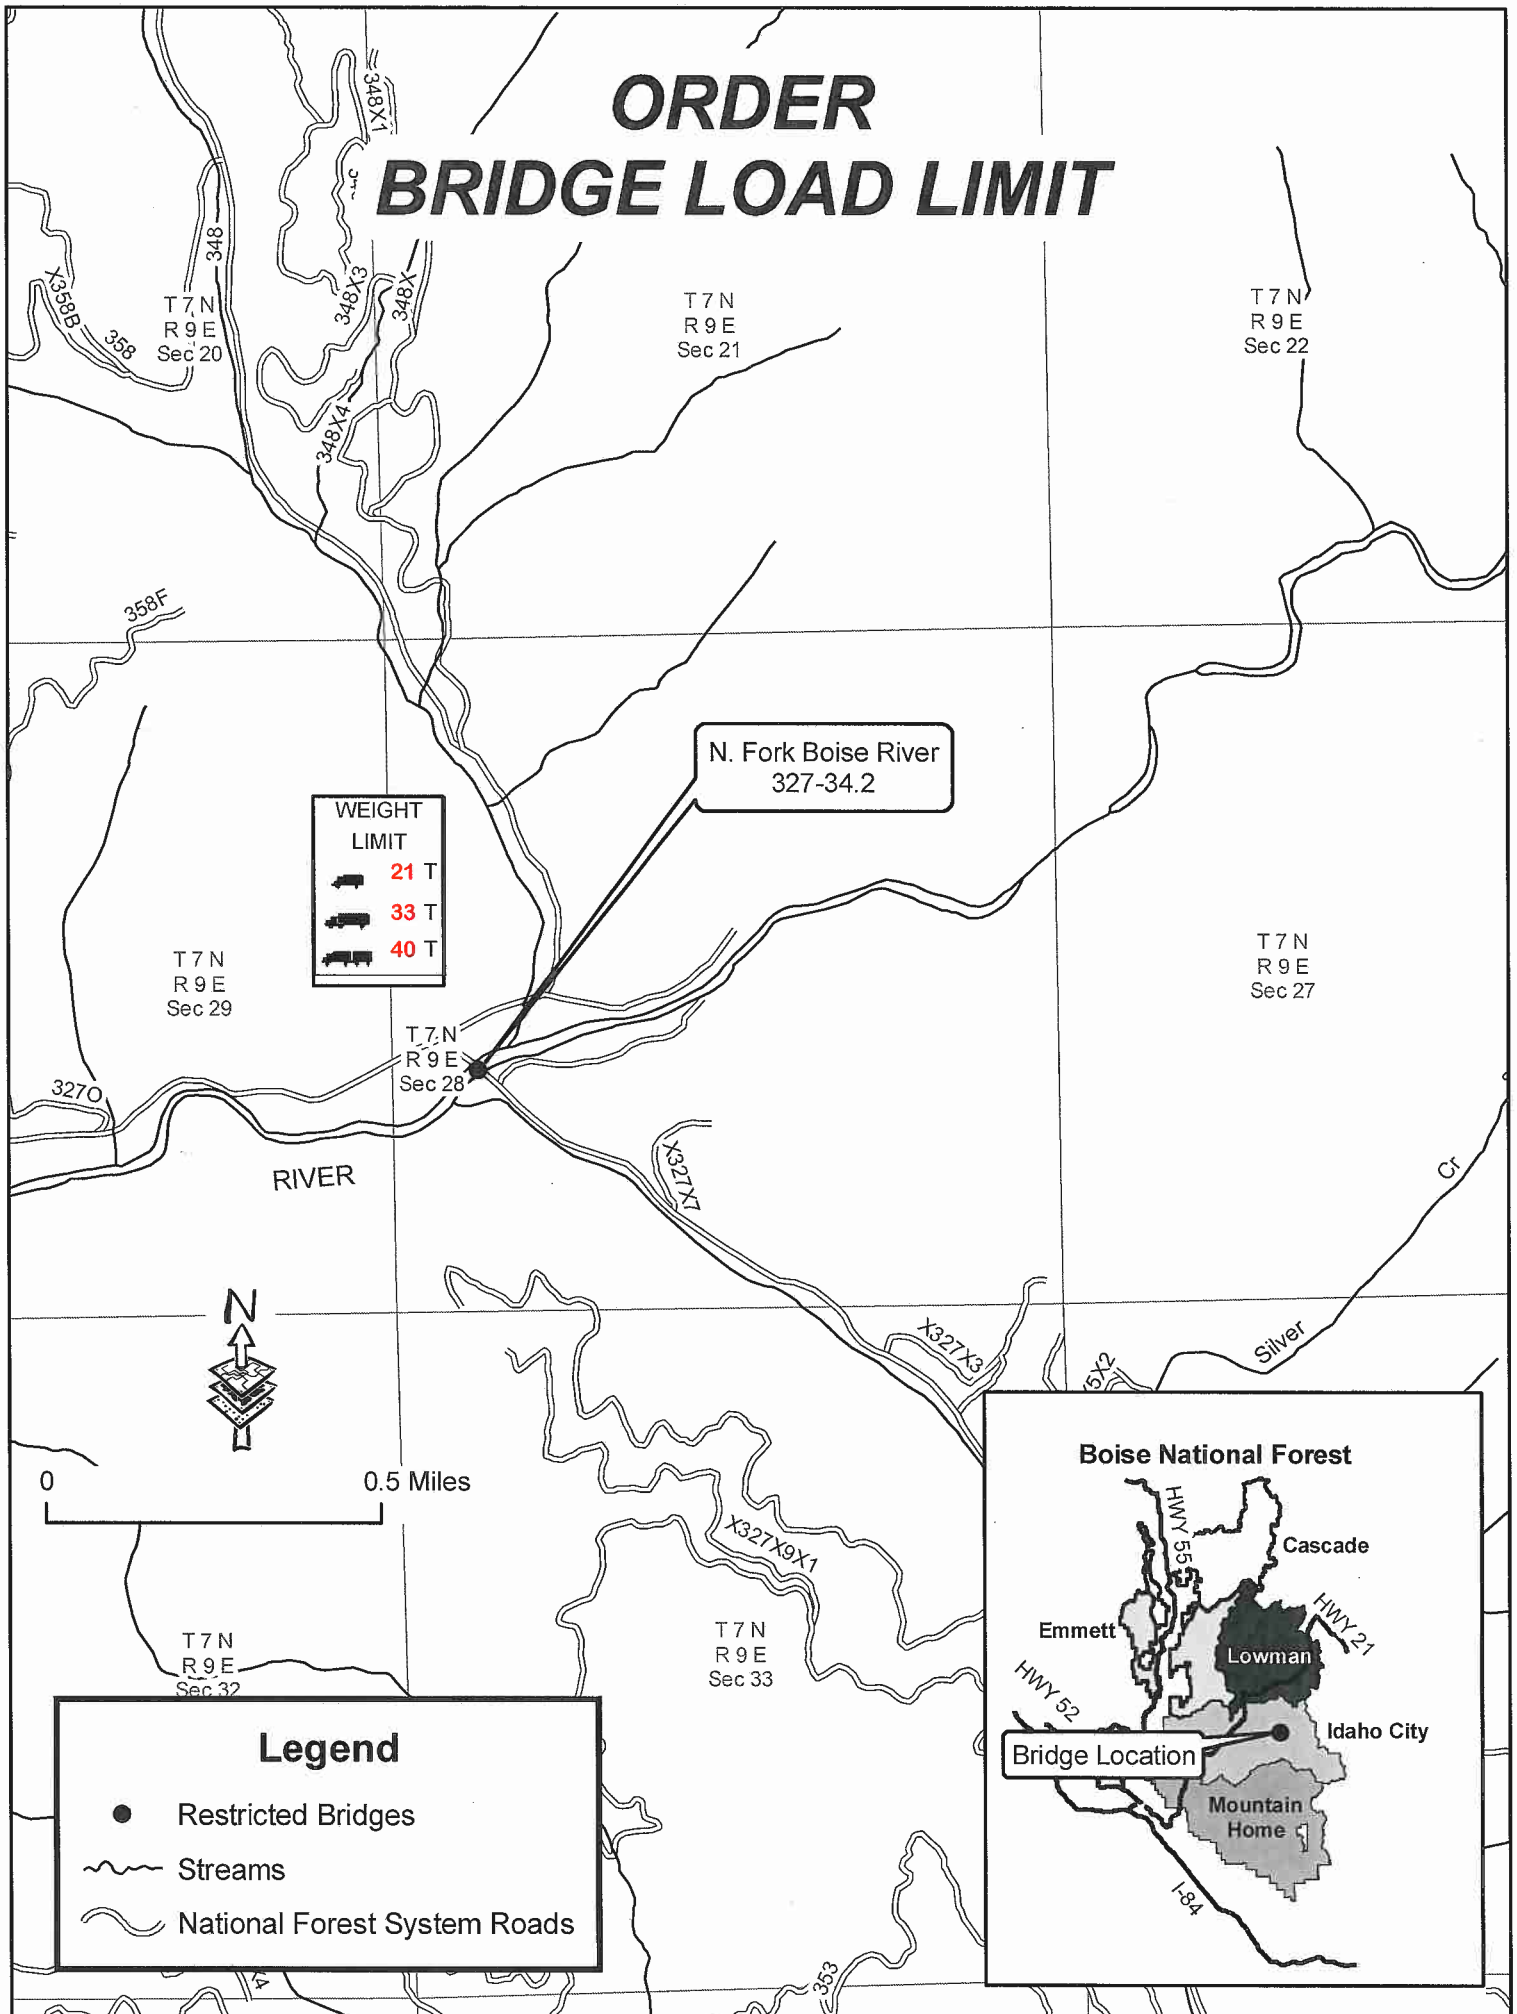 ORDER
BRIDGE LOAD LIMIT
348X1
348
348X3
348X
X358B
358
T 7 N
R 9 E
Sec 20
T 7 N
R 9 E
Sec 21
T 7 N
R 9 E
Sec 22
348X4
358F
N. Fork Boise River
327-34.2
WEIGHT
LIMIT
21 T
33 T
40 T
T 7 N
R 9 E
Sec 29
T 7 N
R 9 E
Sec 27
T 7 N
R 9 E
Sec 28
327O
RIVER
X327X7
Cr
Silver
X327X3
N
0 0.5 Miles
X327X9X1
T 7 N
R 9 E
Sec 32
T 7 N
R 9 E
Sec 33
353
Legend
Restricted Bridges
Streams
National Forest System Roads
Boise National Forest
HWY 55
Cascade
HWY 21
Emmett
Lowman
HWY 52
Idaho City
Bridge Location
Mountain
Home
I-84